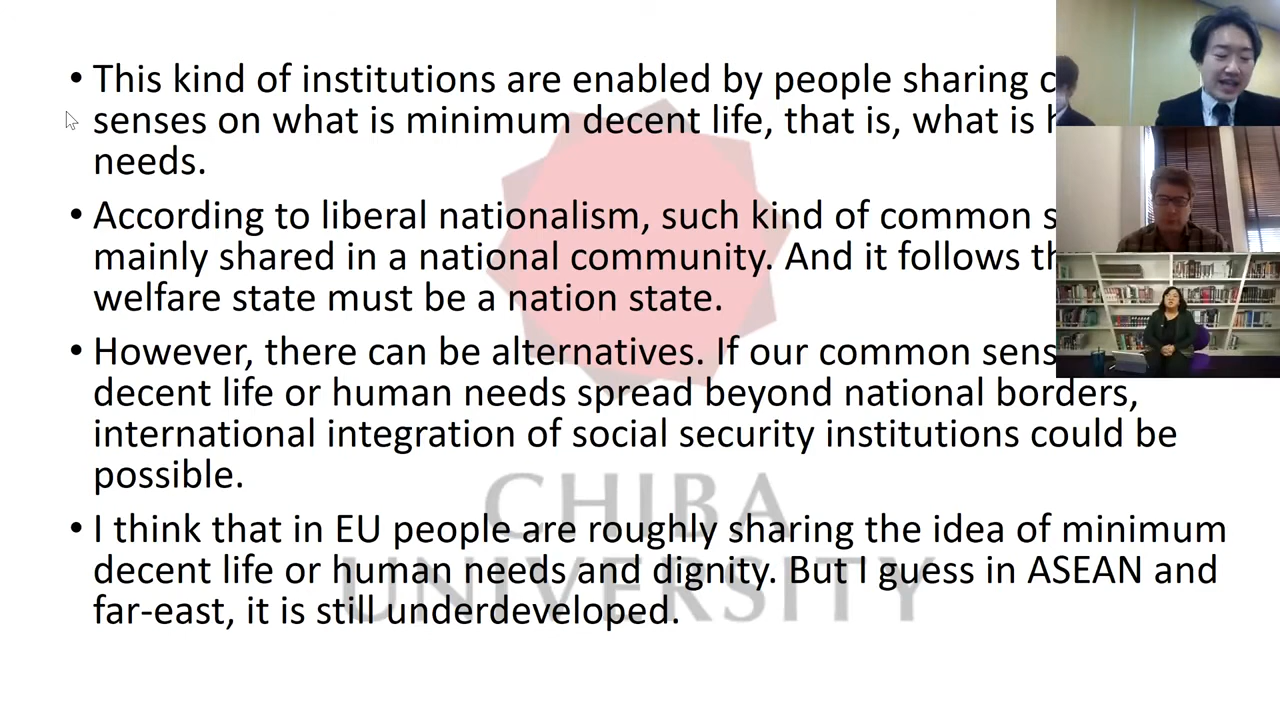 • This kind of institutions are enabled by people sharing
senses on what is minimum decent life, that is, what is
needs.
• According to liberal nationalism, such kind of common
mainly shared in a national community. And it follows
welfare state must be a nation state.
• However, there can be alternatives. If our common
decent life or human needs spread beyond national borders,
international integration of social security institutions could be
possible.
• I think that in EU people are roughly sharing the idea of minimum
decent life or human needs and dignity. But I guess in ASEAN and
far-east, it is still underdeveloped.
CHIBA
UNIVERSITY